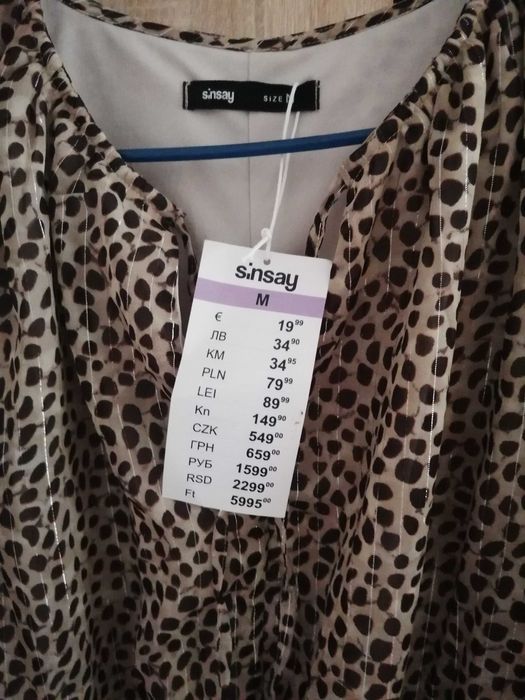 sinsay SIZE
sinsay
M
€ 19⁹⁹
ЛВ 34⁹⁰
KM 34⁹⁵
PLN 79⁹⁹
LEI 89⁹⁹
Kn 149⁹⁰
CZK 549⁰⁰
ГРН 659⁰⁰
РУБ 1599⁰⁰
RSD 2299⁰⁰
Ft 5995⁰⁰